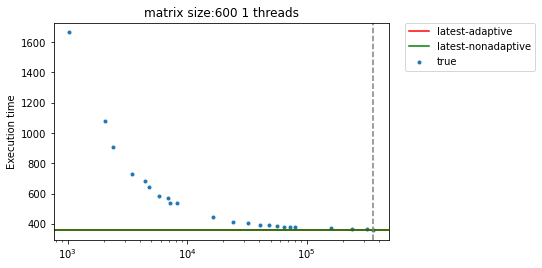 matrix size:600 1 threads
latest-adaptive
latest-nonadaptive
true
Execution time
1600
1400
1200
1000
800
600
400
10³
10⁴
10⁵